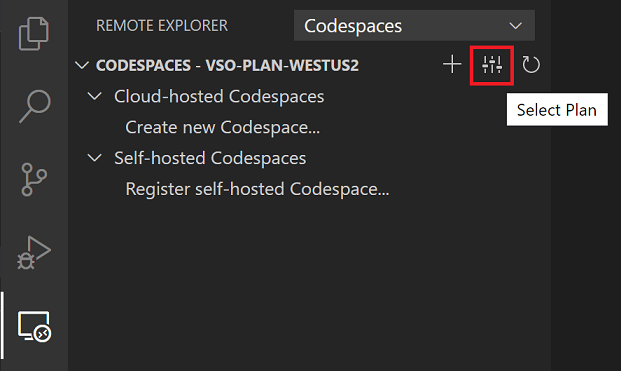 REMOTE EXPLORER
Codespaces
CODESPACES - VSO-PLAN-WESTUS2
Select Plan
Cloud-hosted Codespaces
Create new Codespace...
Self-hosted Codespaces
Register self-hosted Codespace...